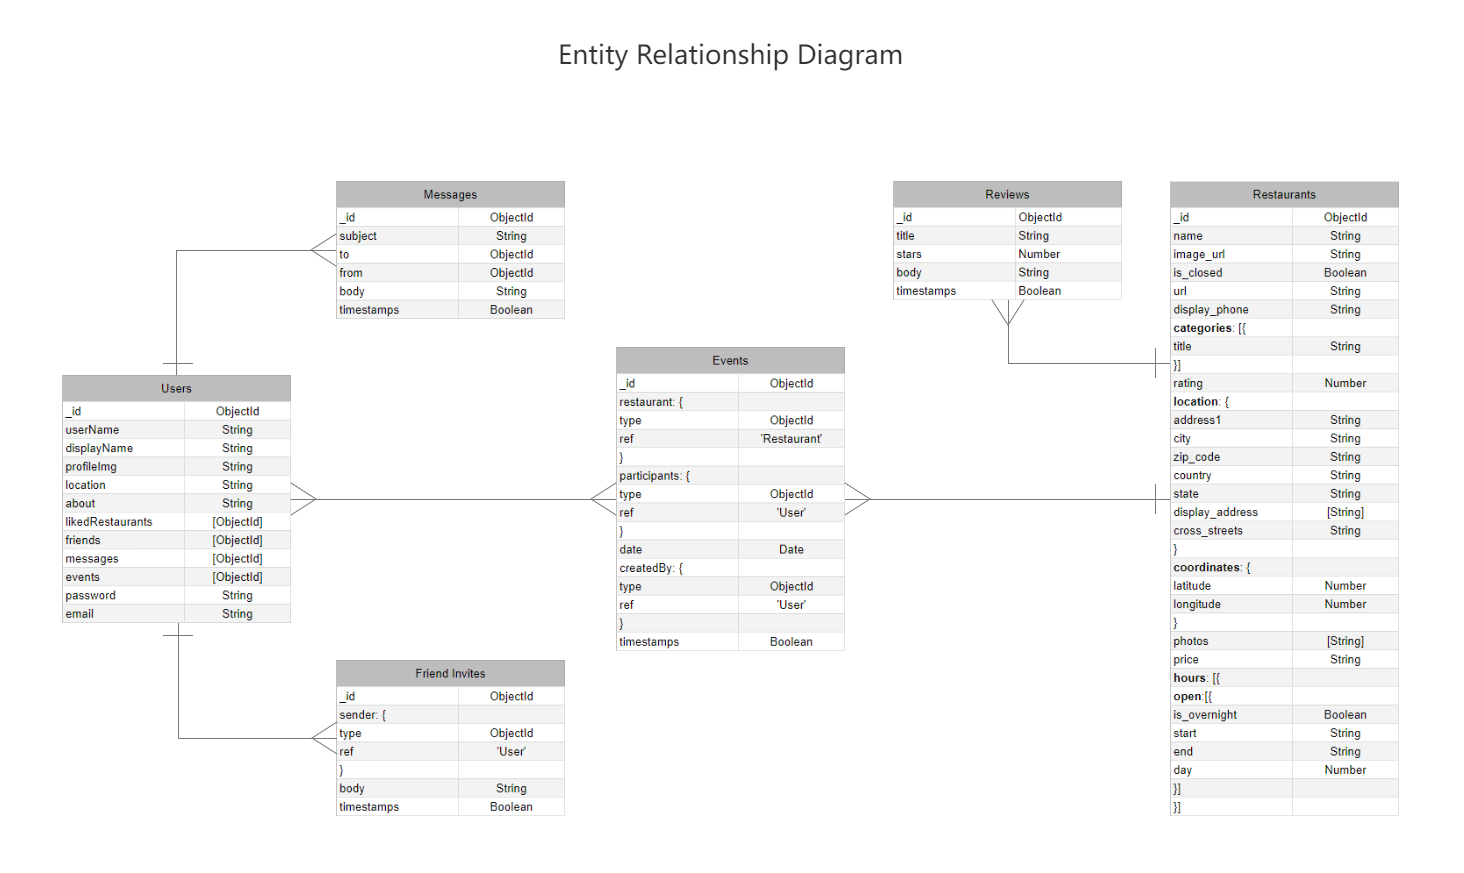 Entity Relationship Diagram
Messages
_id ObjectId
subject String
to ObjectId
from ObjectId
body String
timestamps Boolean
Reviews
_id ObjectId
title String
stars Number
body String
timestamps Boolean
Restaurants
_id ObjectId
name String
image_url String
is_closed Boolean
url String
display_phone String
categories: [{
title String
}]
rating Number
location: {
address1 String
city String
zip_code String
country String
state String
display_address [String]
cross_streets String
}
coordinates: {
latitude Number
longitude Number
}
photos [String]
price String
hours: [{
open:[{
is_overnight Boolean
start String
end String
day Number
}]
}]
Events
_id ObjectId
restaurant: {
type ObjectId
ref 'Restaurant'
}
participants: {
type ObjectId
ref 'User'
}
date Date
createdBy: {
type ObjectId
ref 'User'
}
timestamps Boolean
Users
_id ObjectId
userName String
displayName String
profileImg String
location String
about String
likedRestaurants [ObjectId]
friends [ObjectId]
messages [ObjectId]
events [ObjectId]
password String
email String
Friend Invites
_id ObjectId
sender: {
type ObjectId
ref 'User'
}
body String
timestamps Boolean